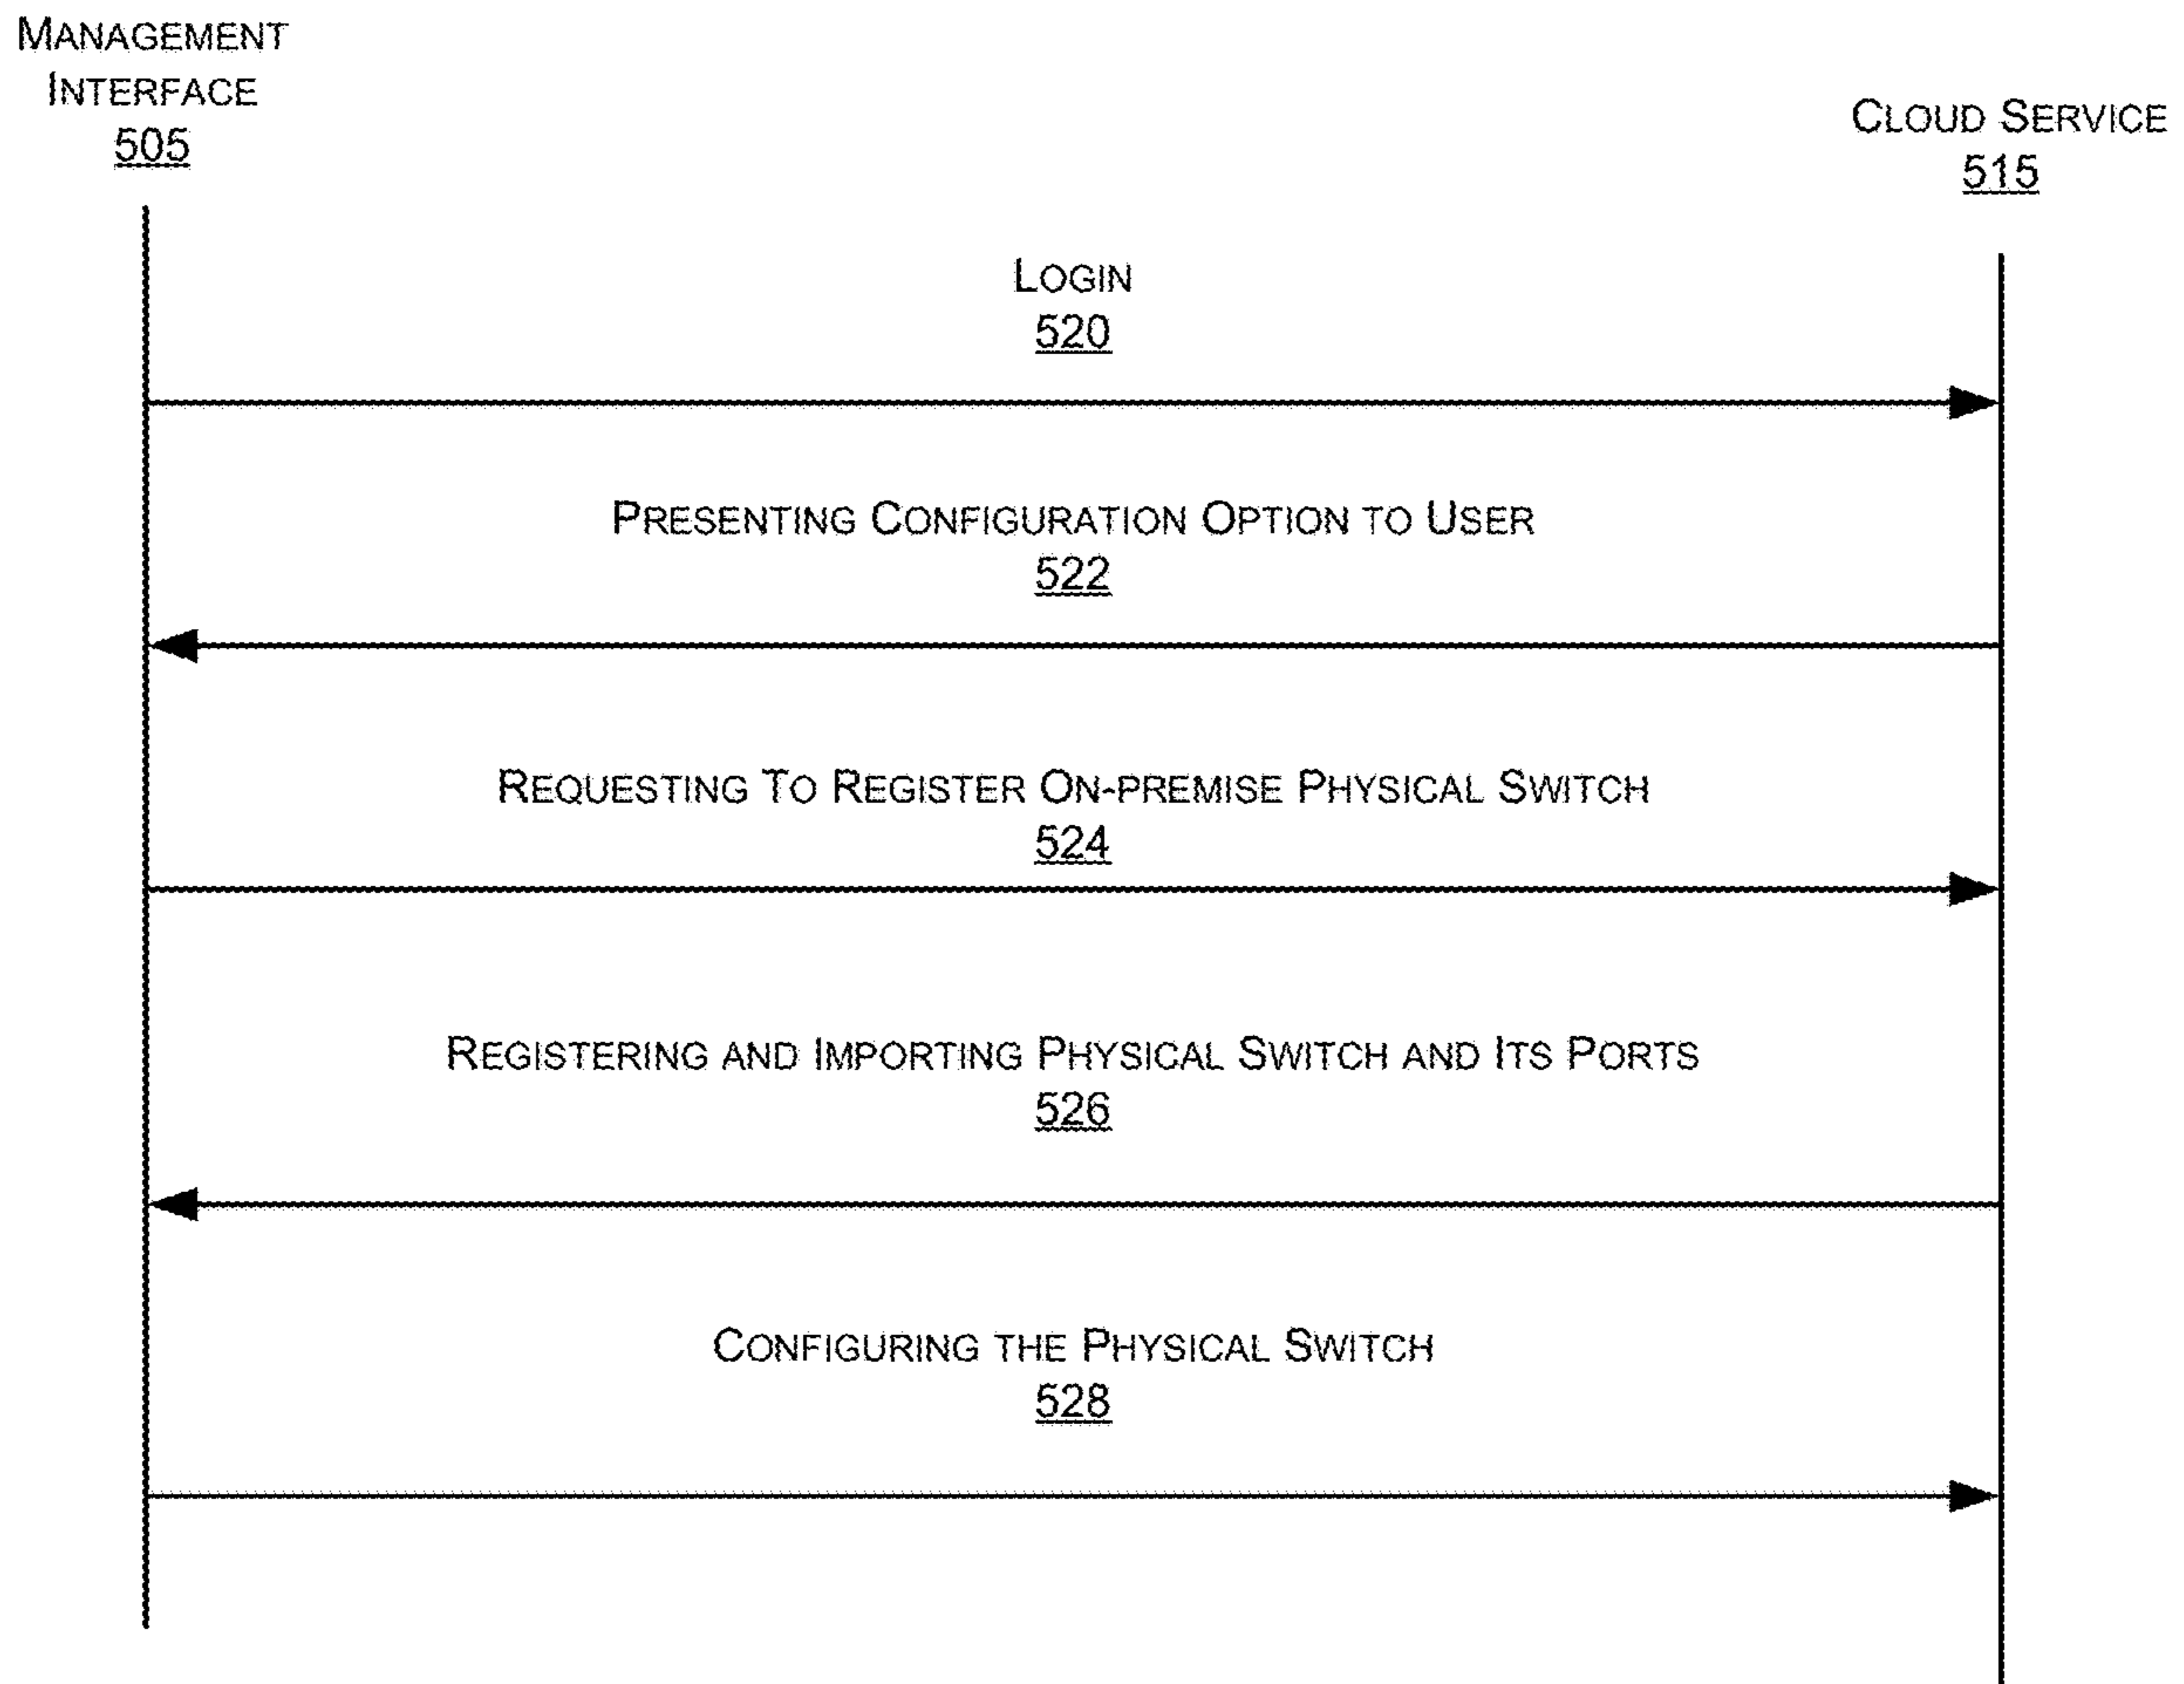 MANAGEMENT
INTERFACE
505
CLOUD SERVICE
515
LOGIN
520
PRESENTING CONFIGURATION OPTION TO USER
522
REQUESTING TO REGISTER ON-PREMISE PHYSICAL SWITCH
524
REGISTERING AND IMPORTING PHYSICAL SWITCH AND ITS PORTS
526
CONFIGURING THE PHYSICAL SWITCH
528